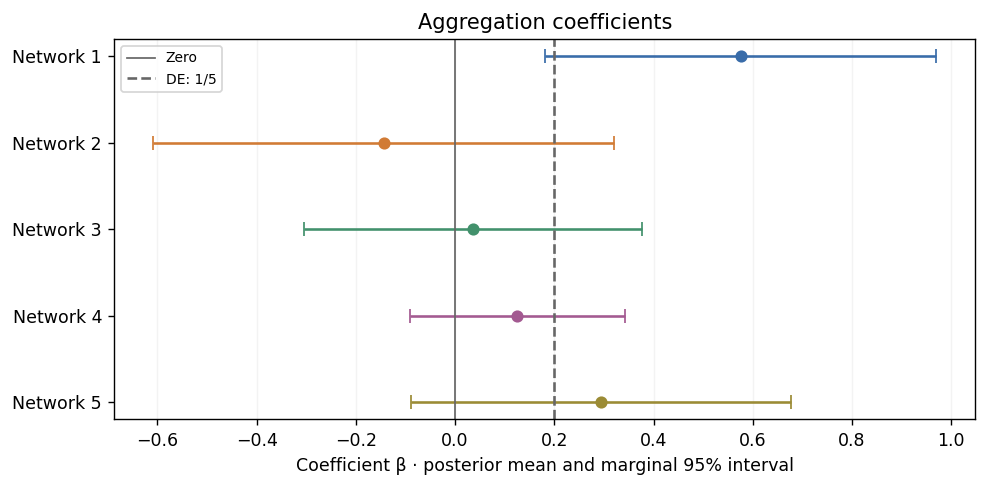 Aggregation coefficients
Network 1
Network 2
Network 3
Network 4
Network 5
Zero
DE: 1/5
−0.6 −0.4 −0.2 0.0 0.2 0.4 0.6 0.8 1.0
Coefficient β · posterior mean and marginal 95% interval